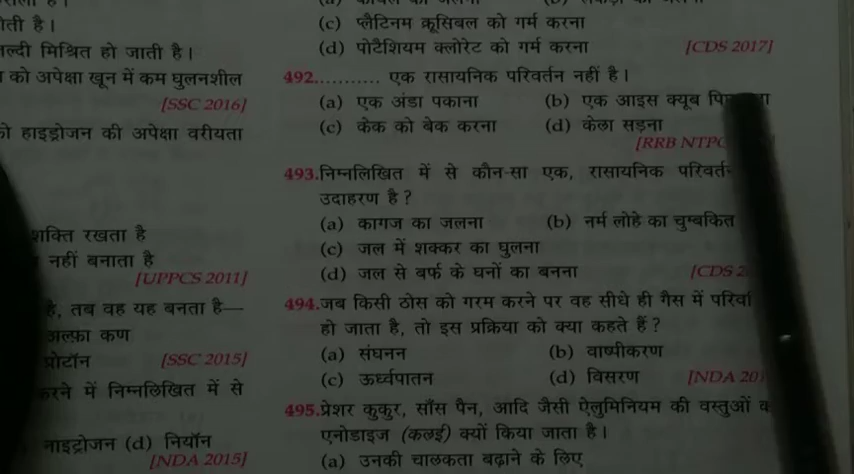 ोती है।
ल्दी मिश्रित हो जाती है।
को अपेक्षा खून में कम घुलनशील
[SSC 2016]
हाइड्रोजन की अपेक्षा वरीयता
शक्ति रखता है
नहीं बनाता है
[UPPCS 2011]
है, तब वह यह बनता है—
अल्फ़ा कण
प्रोटॉन [SSC 2015]
करने में निम्नलिखित में से
नाइट्रोजन (d) नियॉन
[NDA 2015]
(c) प्लैटिनम क्रूसिबल को गर्म करना
(d) पोटैशियम क्लोरेट को गर्म करना [CDS 2017]
492........... एक रासायनिक परिवर्तन नहीं है।
(a) एक अंडा पकाना (b) एक आइस क्यूब
(c) केक को बेक करना (d) केला सड़ना
[RRB NTPC
493.निम्नलिखित में से कौन-सा एक, रासायनिक परिवर्त
उदाहरण है?
(a) कागज का जलना (b) नर्म लोहे का चुम्बकित
(c) जल में शक्कर का घुलना
(d) जल से बर्फ के घनों का बनना [CDS 2
494.जब किसी ठोस को गरम करने पर वह सीधे ही गैस में परिव
हो जाता है, तो इस प्रक्रिया को क्या कहते हैं?
(a) संघनन (b) वाष्पीकरण
(c) ऊर्ध्वपातन (d) विसरण [NDA 20
495.प्रेशर कुकुर, सॉस पैन, आदि जैसी ऐलुमिनियम की वस्तुओं क
एनोडाइज (कलई) क्यों किया जाता है।
(a) उनकी चालकता बढ़ाने के लिए